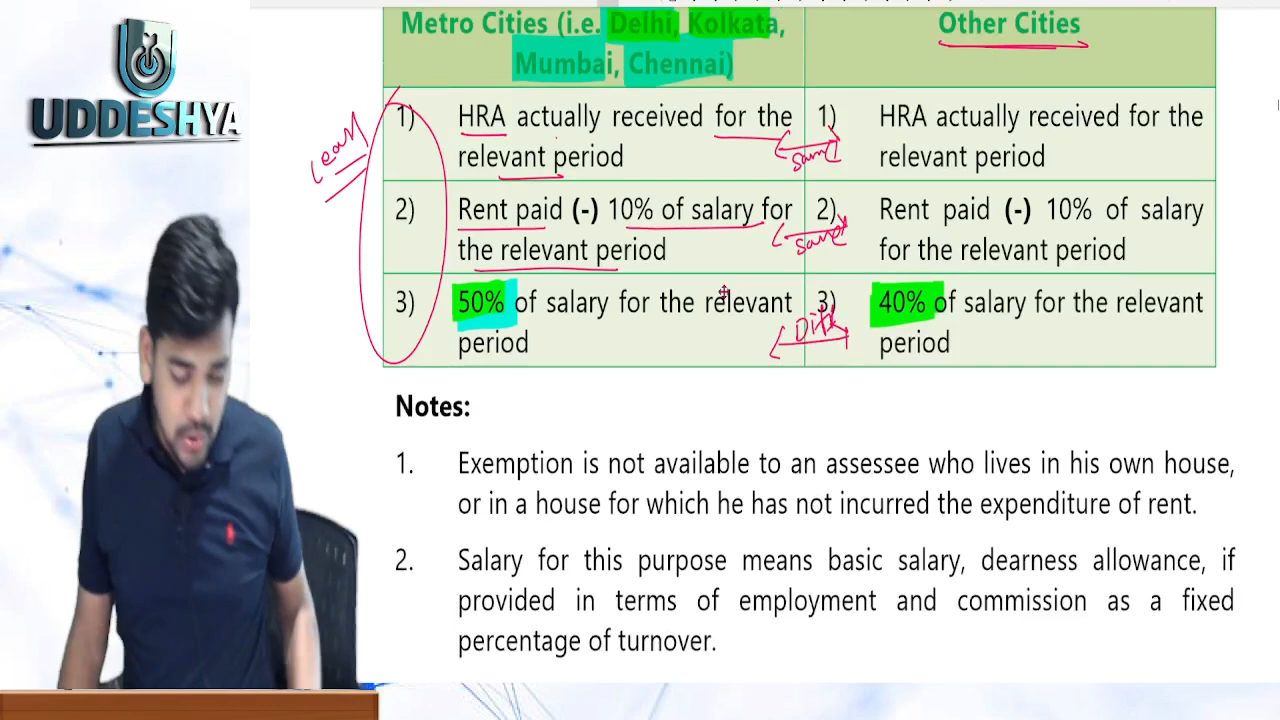 UDDESHYA
Metro Cities (i.e. Delhi, Kolkata,
Mumbai, Chennai)
Other Cities
Least
1) HRA actually received for the
relevant period
same
1) HRA actually received for the
relevant period
2) Rent paid (-) 10% of salary for
the relevant period
same
2) Rent paid (-) 10% of salary
for the relevant period
3) 50% of salary for the relevant
period
Diff
3) 40% of salary for the relevant
period
Notes:
1. Exemption is not available to an assessee who lives in his own house,
or in a house for which he has not incurred the expenditure of rent.
2. Salary for this purpose means basic salary, dearness allowance, if
provided in terms of employment and commission as a fixed
percentage of turnover.